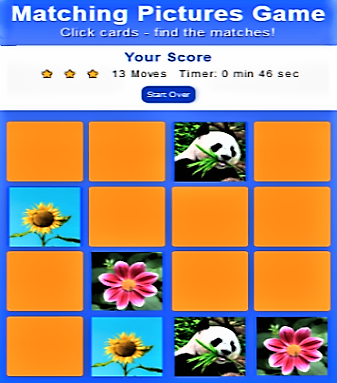 Matching Pictures Game
Click cards - find the matches!
Your Score
13 Moves Timer: 0 min 46 sec
Start Over